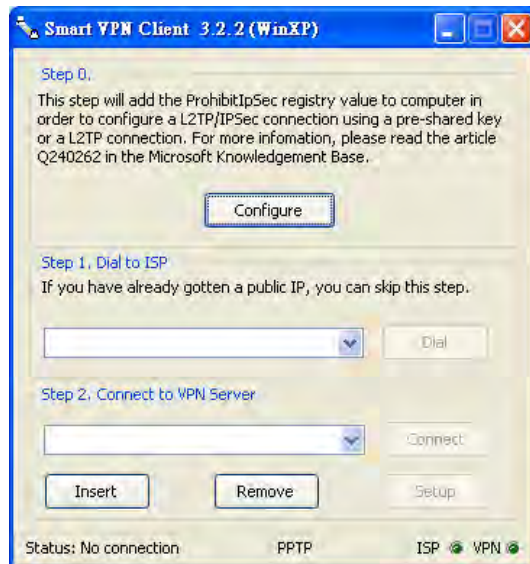 Smart VPN Client 3.2.2 (WinXP)
Step 0.
This step will add the ProhibitIpSec registry value to computer in
order to configure a L2TP/IPSec connection using a pre-shared key
or a L2TP connection. For more infomation, please read the article
Q240262 in the Microsoft Knowledgement Base.
Configure
Step 1. Dial to ISP
If you have already gotten a public IP, you can skip this step.
Dial
Step 2. Connect to VPN Server
Connect
Insert
Remove
Setup
Status: No connection PPTP ISP VPN